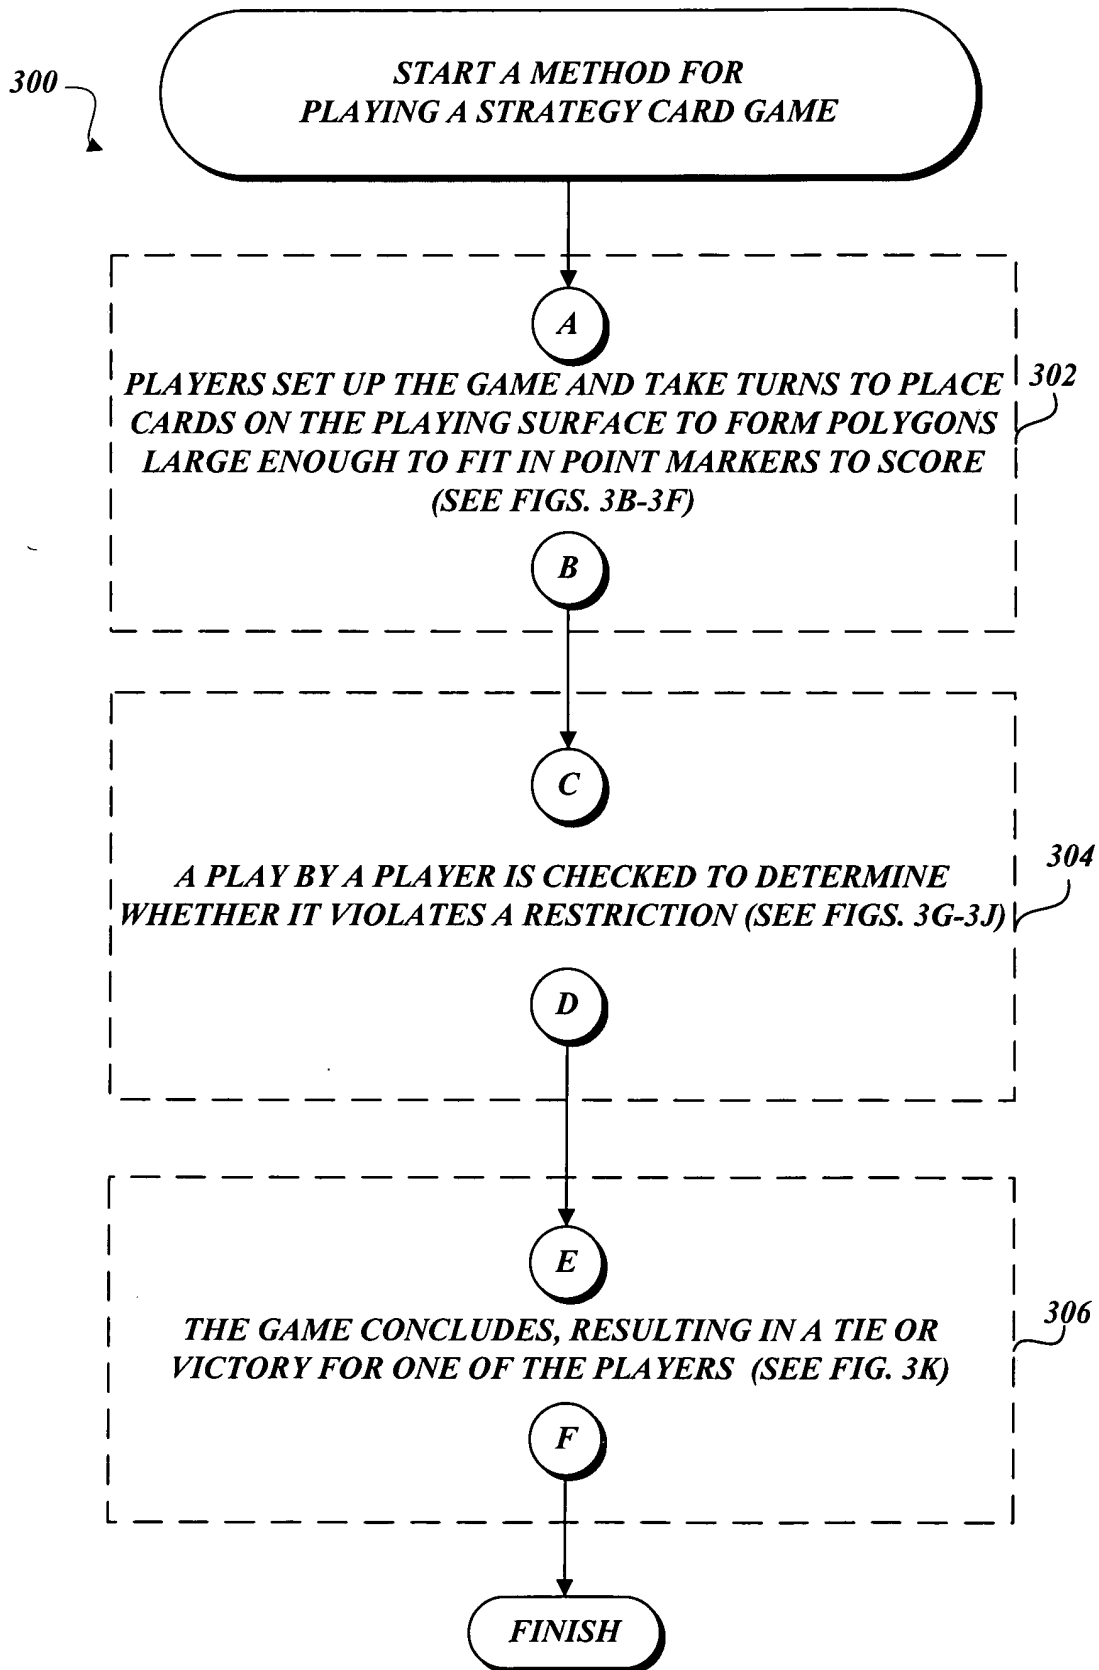 300
START A METHOD FOR
PLAYING A STRATEGY CARD GAME
A
PLAYERS SET UP THE GAME AND TAKE TURNS TO PLACE
CARDS ON THE PLAYING SURFACE TO FORM POLYGONS
LARGE ENOUGH TO FIT IN POINT MARKERS TO SCORE
(SEE FIGS. 3B-3F)
302
B
C
A PLAY BY A PLAYER IS CHECKED TO DETERMINE
WHETHER IT VIOLATES A RESTRICTION (SEE FIGS. 3G-3J)
304
D
E
THE GAME CONCLUDES, RESULTING IN A TIE OR
VICTORY FOR ONE OF THE PLAYERS (SEE FIG. 3K)
306
F
FINISH